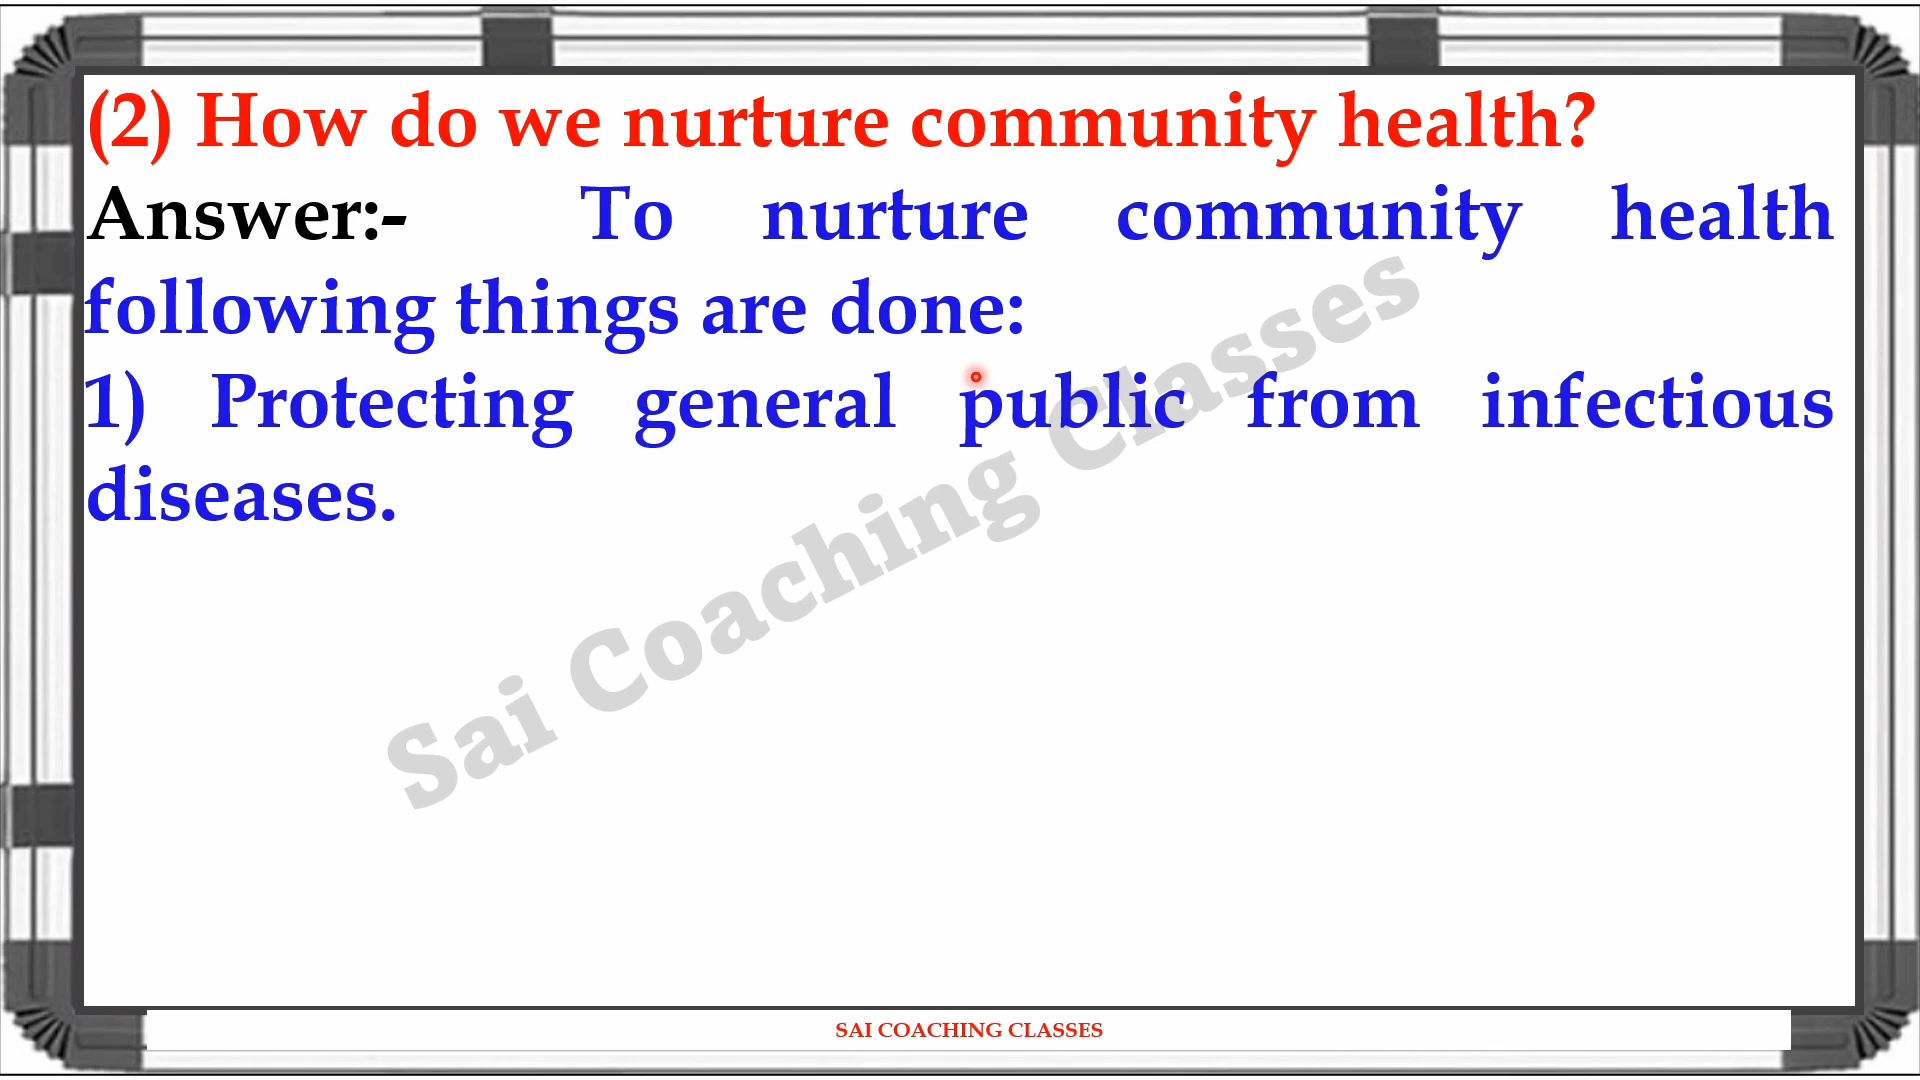 (2) How do we nurture community health?
Answer:- To nurture community health
following things are done:
1) Protecting general public from infectious
diseases.
Sai Coaching Classes
SAI COACHING CLASSES